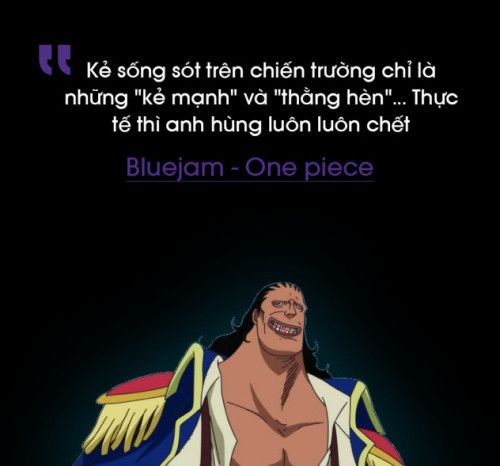 Kẻ sống sót trên chiến trường chỉ là
những "kẻ mạnh" và "thằng hèn"... Thực
tế thì anh hùng luôn luôn chết
Bluejam - One piece